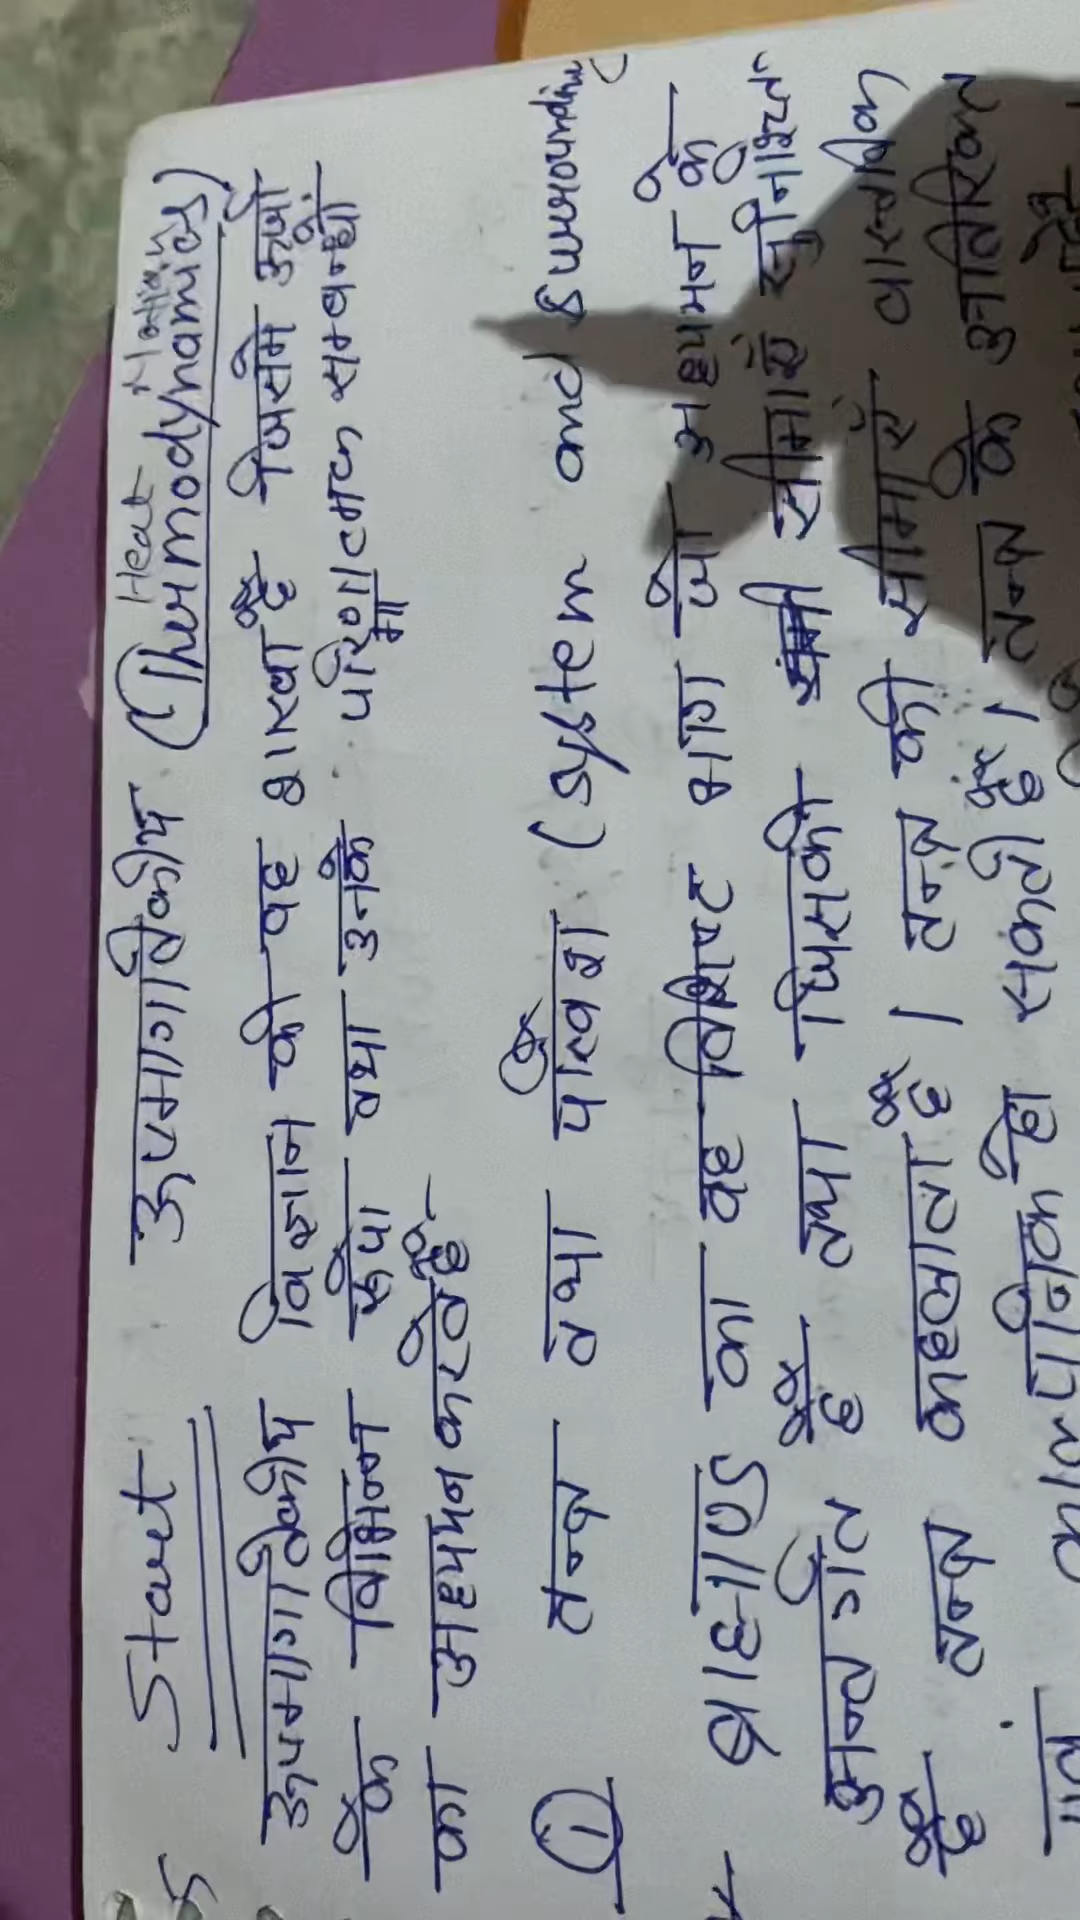 Start ऊष्मागतिकीय (Thermodynamics)
Heat Motion
ऊष्मागतिकीय विज्ञान की वह शाखा है जिसमें ऊर्जा
के विभिन्न रूपों तथा उनके परिणात्मक सम्बन्धों
मा
का अध्ययन करते है
① तन्त्र तथा परिवेश (System and Surrounding
ब्रह्माण्ड का वह भाग जो अध्ययन के
अन्तर्गत है तथा जिसकी सीमाऐं सुनिश्चित
है तन्त्र कहलाता है। तन्त्र की सीमाऐं वास्तविक
काल्पनिक हो सकती है। तन्त्र के अतिरिक्त